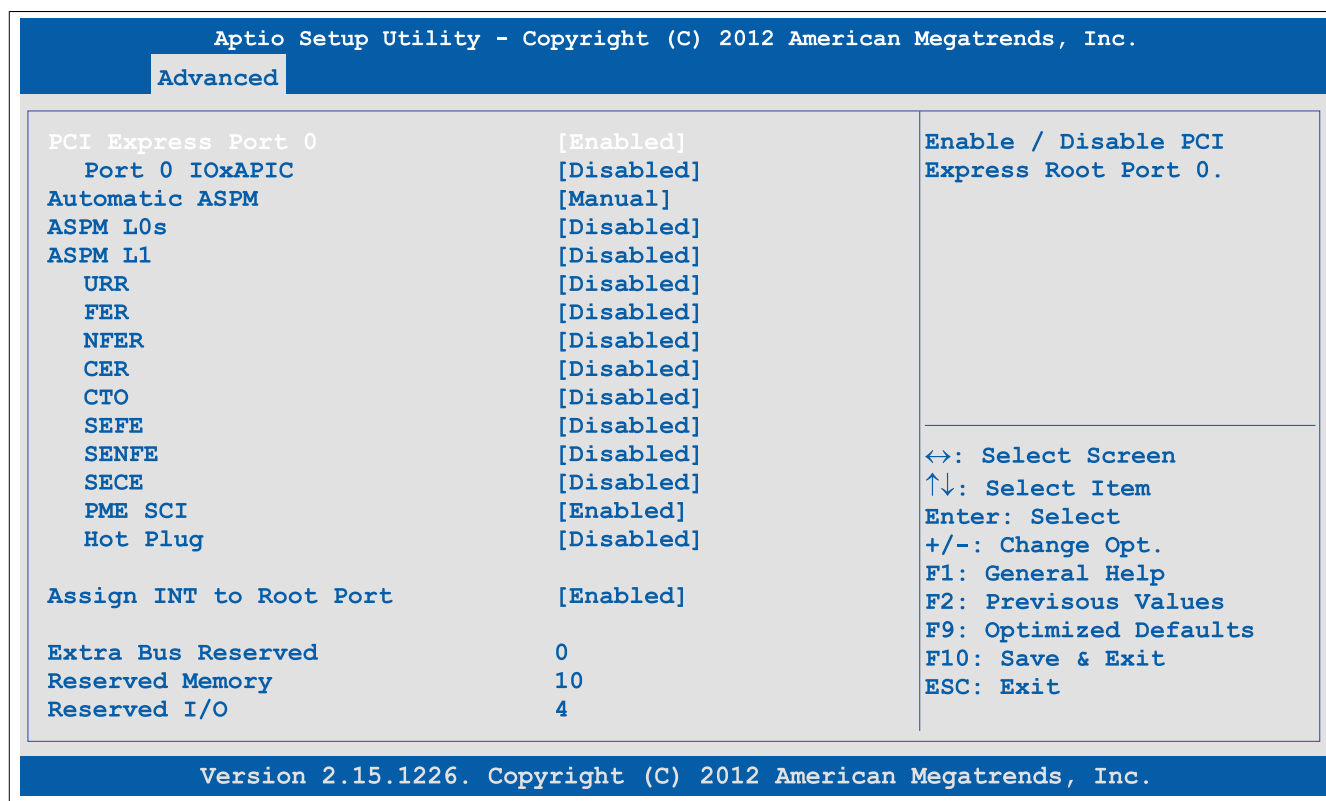 Aptio Setup Utility - Copyright (C) 2012 American Megatrends, Inc.
Advanced
PCI Express Port 0 [Enabled]
Port 0 IOxAPIC [Disabled]
Automatic ASPM [Manual]
ASPM L0s [Disabled]
ASPM L1 [Disabled]
URR [Disabled]
FER [Disabled]
NFER [Disabled]
CER [Disabled]
CTO [Disabled]
SEFE [Disabled]
SENFE [Disabled]
SECE [Disabled]
PME SCI [Enabled]
Hot Plug [Disabled]
Assign INT to Root Port [Enabled]
Extra Bus Reserved 0
Reserved Memory 10
Reserved I/O 4
Enable / Disable PCI
Express Root Port 0.
↔: Select Screen
↑↓: Select Item
Enter: Select
+/-: Change Opt.
F1: General Help
F2: Previsous Values
F9: Optimized Defaults
F10: Save & Exit
ESC: Exit
Version 2.15.1226. Copyright (C) 2012 American Megatrends, Inc.